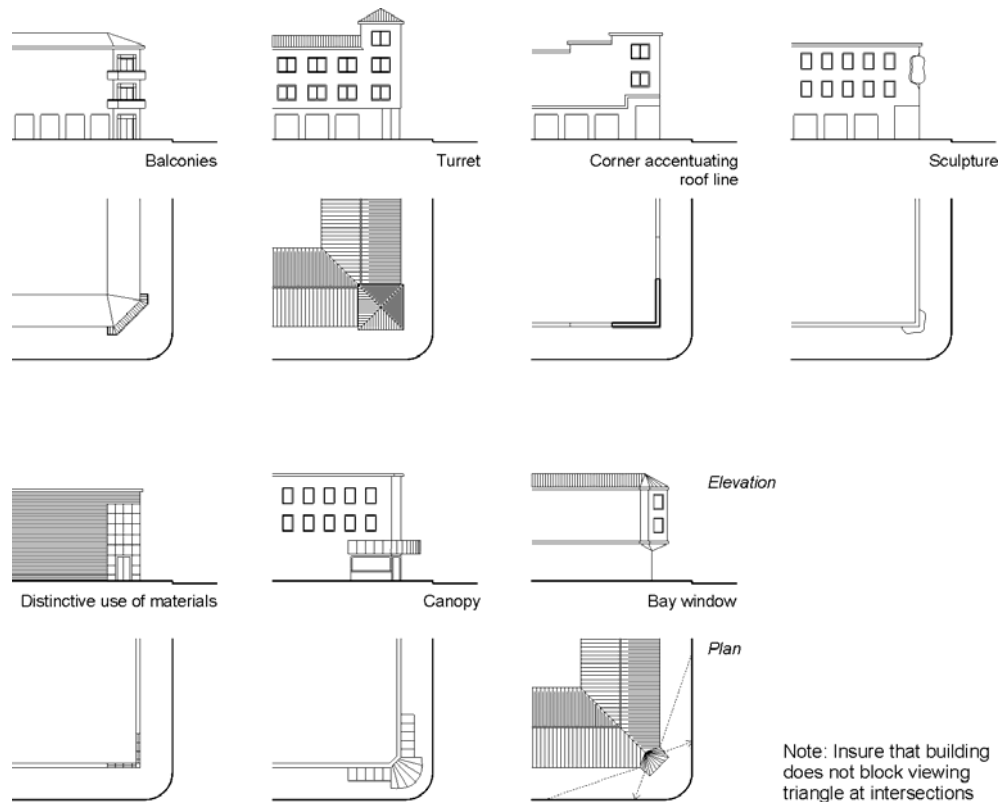 Balconies
Turret
Corner accentuating
roof line
Sculpture
Elevation
Distinctive use of materials
Canopy
Bay window
Plan
Note: Insure that building
does not block viewing
triangle at intersections